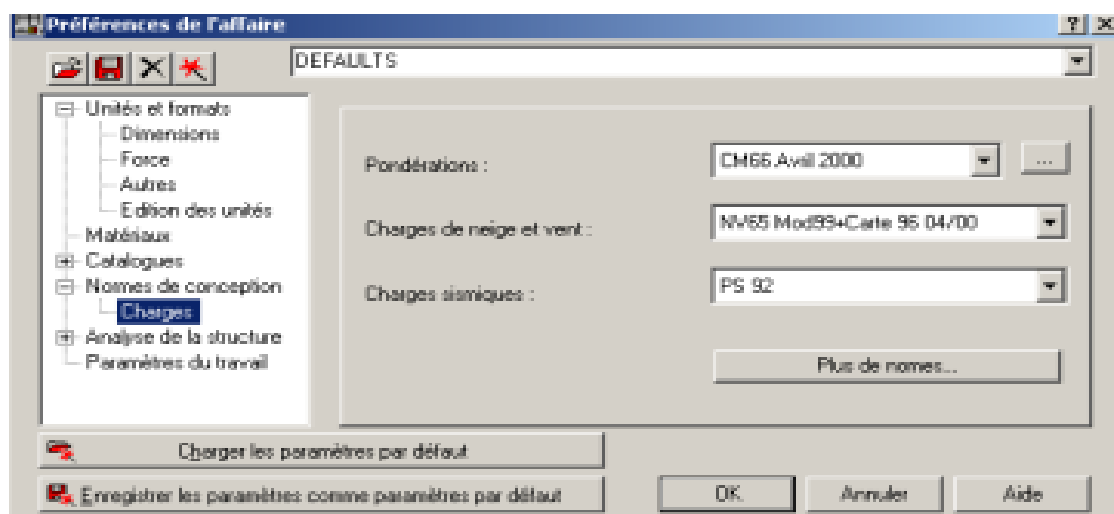 Préférences de l'affaire
DEFAULTS
Unités et formats
Dimensions
Force
Autres
Edition des unités
Matériaux
Catalogues
Normes de conception
Charges
Analyse de la structure
Paramètres du travail
Pondérations :
CM66 Avril 2000
...
Charges de neige et vent :
NV65 Mod99+Carte 96 04/00
Charges sismiques :
PS 92
Plus de normes...
Charger les paramètres par défaut
Enregistrer les paramètres comme paramètres par défaut
OK
Annuler
Aide